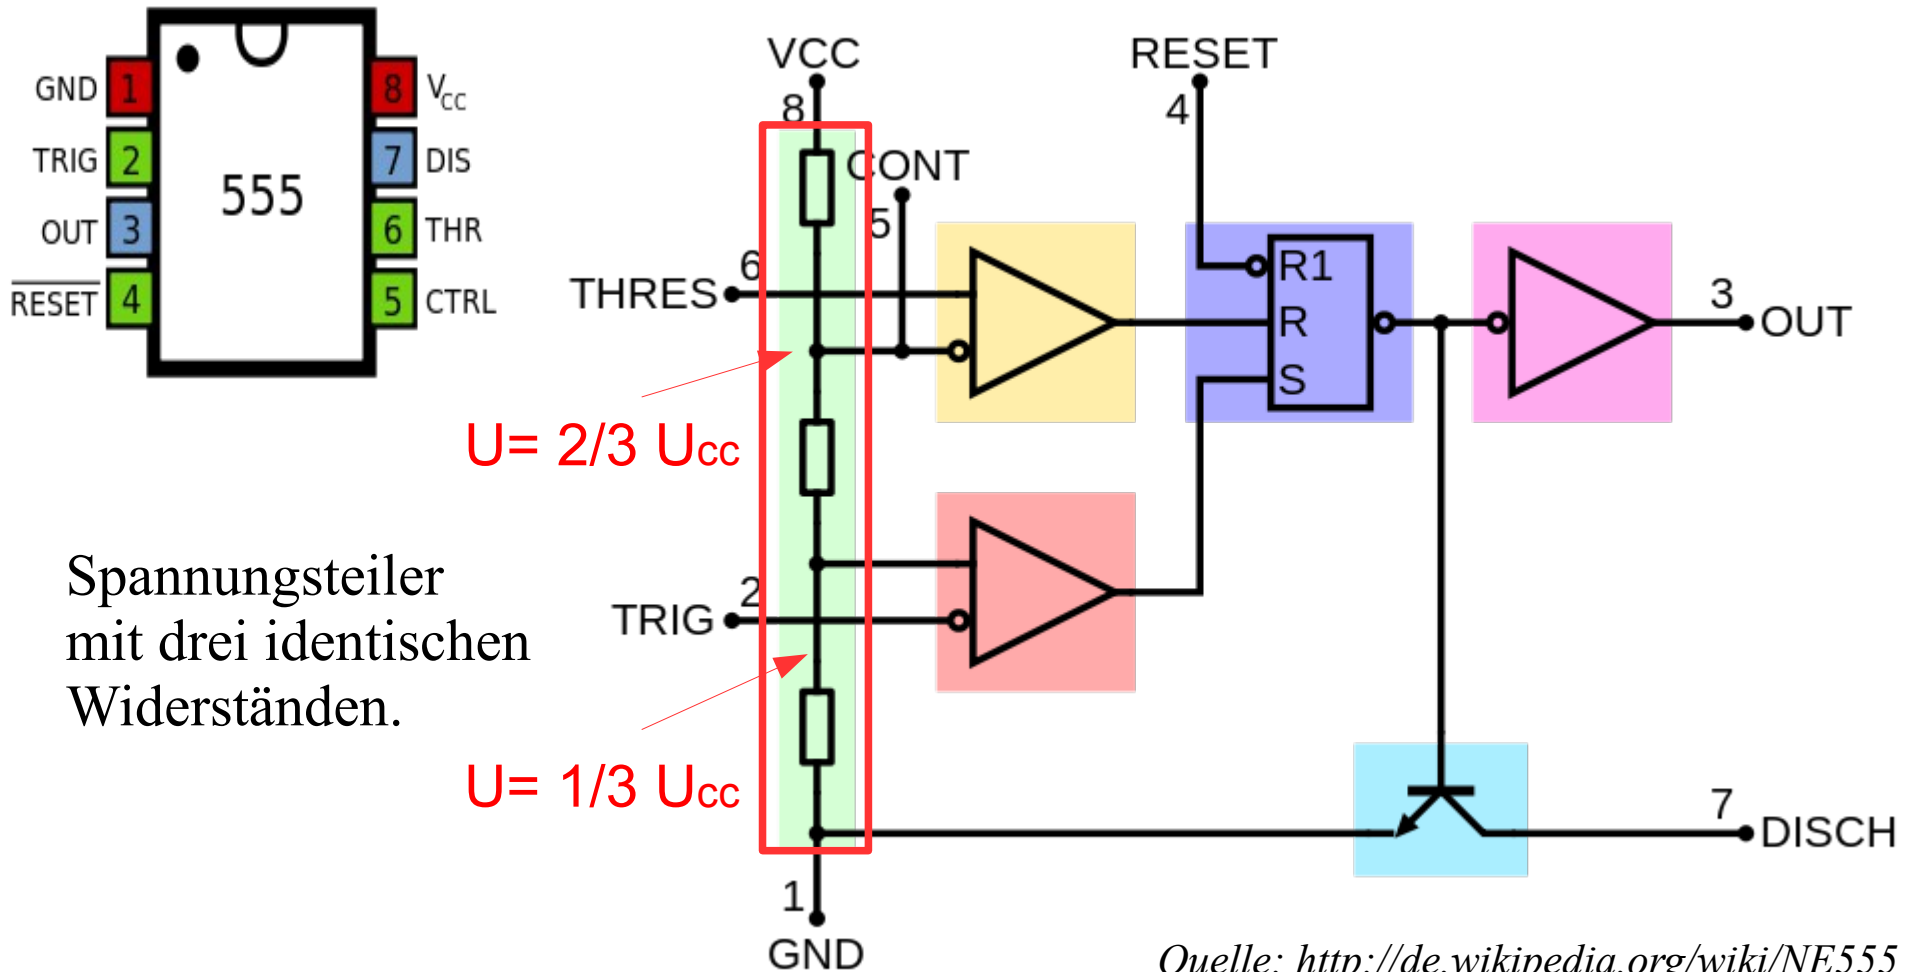 GND 1
TRIG 2
OUT 3
RESET 4
555
8 VCC
7 DIS
6 THR
5 CTRL
VCC
8
RESET
4
CONT
5
6
THRES
R1
R
S
3
OUT
U= 2/3 Ucc
Spannungsteiler
mit drei identischen
Widerständen.
2
TRIG
U= 1/3 Ucc
7
DISCH
1
GND
Quelle: http://de.wikipedia.org/wiki/NE555